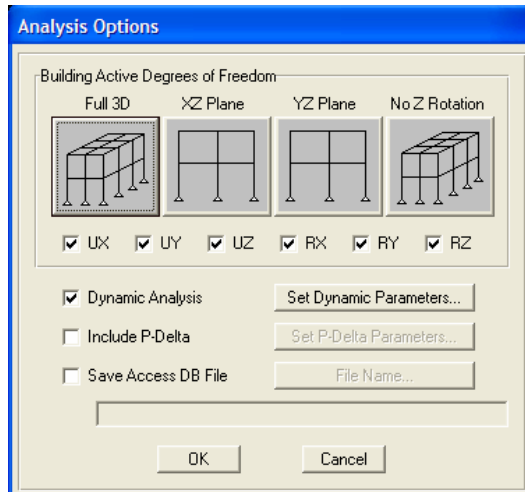 Analysis Options
Building Active Degrees of Freedom
Full 3D XZ Plane YZ Plane No Z Rotation
UX UY UZ RX RY RZ
Dynamic Analysis Set Dynamic Parameters...
Include P-Delta Set P-Delta Parameters...
Save Access DB File File Name...
OK Cancel